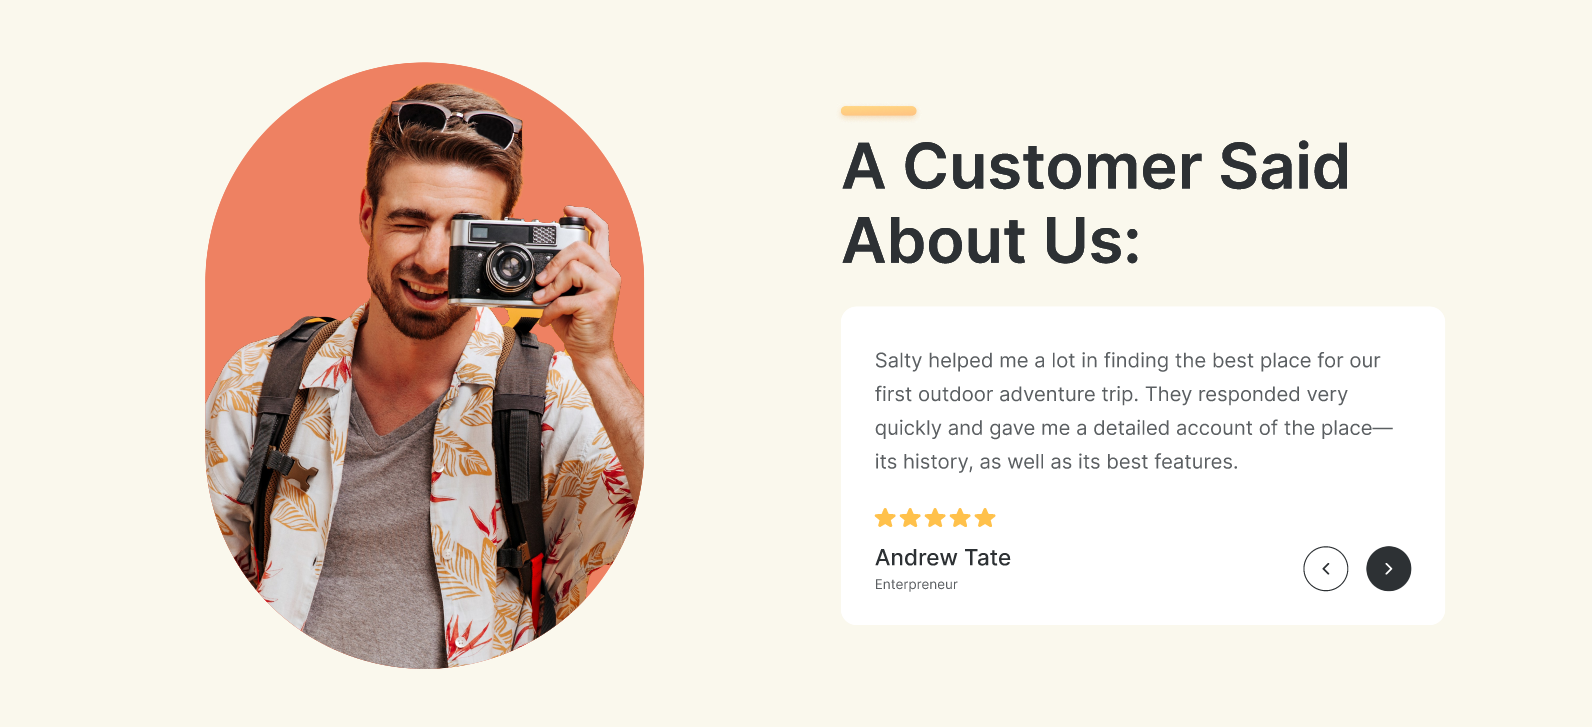 A Customer Said
About Us:
Salty helped me a lot in finding the best place for our
first outdoor adventure trip. They responded very
quickly and gave me a detailed account of the place—
its history, as well as its best features.
Andrew Tate
Enterpreneur